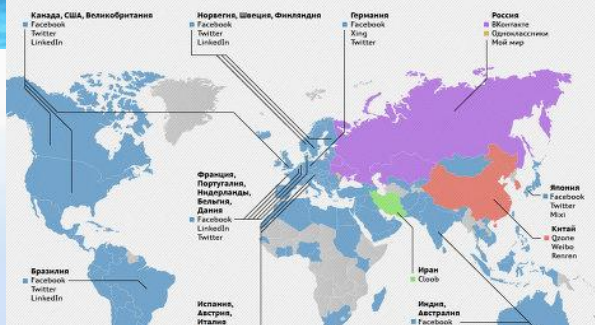 Канада, США, Великобритания
Facebook
Twitter
LinkedIn
Норвегия, Швеция, Финляндия
Facebook
Twitter
LinkedIn
Германия
Facebook
Xing
Twitter
Россия
ВКонтакте
Одноклассники
Мой мир
Франция,
Португалия,
Нидерланды,
Бельгия,
Дания
Facebook
LinkedIn
Twitter
Япония
Facebook
Twitter
Mixi
Китай
Qzone
Weibo
Renren
Иран
Cloob
Бразилия
Facebook
Twitter
LinkedIn
Испания,
Австрия,
Италия
Индия,
Австралия
Facebook